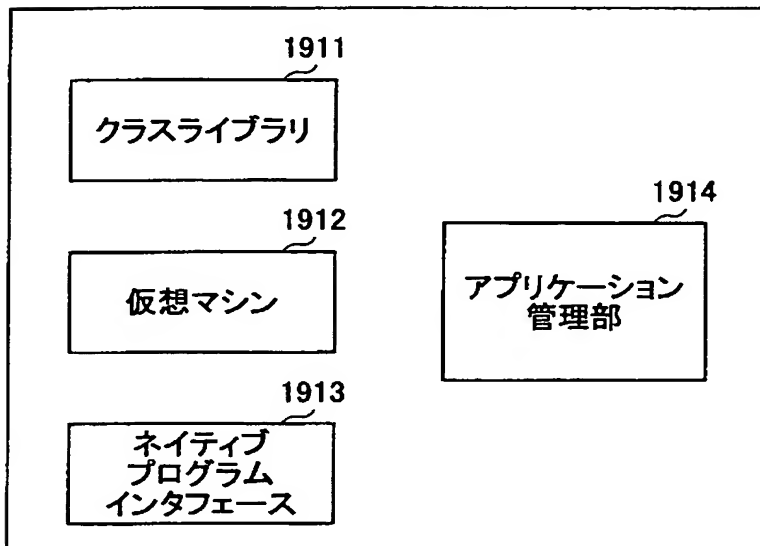 1911
クラスライブラリ
1912
仮想マシン
1913
ネイティブ
プログラム
インタフェース
1914
アプリケーション
管理部